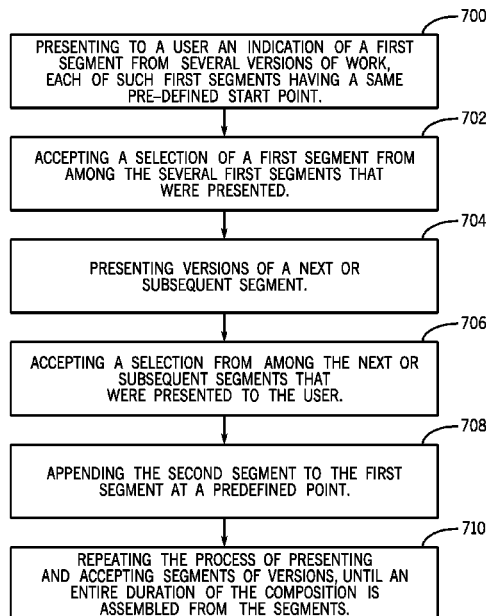 700
PRESENTING TO A USER AN INDICATION OF A FIRST
SEGMENT FROM SEVERAL VERSIONS OF WORK,
EACH OF SUCH FIRST SEGMENTS HAVING A SAME
PRE-DEFINED START POINT.
702
ACCEPTING A SELECTION OF A FIRST SEGMENT FROM
AMONG THE SEVERAL FIRST SEGMENTS THAT
WERE PRESENTED.
704
PRESENTING VERSIONS OF A NEXT OR
SUBSEQUENT SEGMENT.
706
ACCEPTING A SELECTION FROM AMONG THE NEXT OR
SUBSEQUENT SEGMENTS THAT
WERE PRESENTED TO THE USER.
708
APPENDING THE SECOND SEGMENT TO THE FIRST
SEGMENT AT A PREDEFINED POINT.
710
REPEATING THE PROCESS OF PRESENTING
AND ACCEPTING SEGMENTS OF VERSIONS, UNTIL AN
ENTIRE DURATION OF THE COMPOSITION IS
ASSEMBLED FROM THE SEGMENTS.